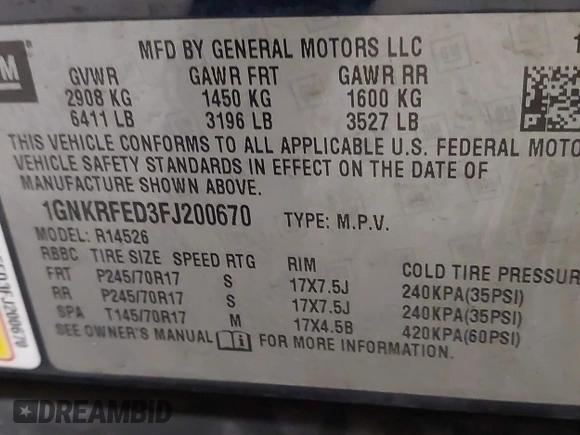 GM
MFD BY GENERAL MOTORS LLC
GVWR GAWR FRT GAWR RR
2908 KG 1450 KG 1600 KG
6411 LB 3196 LB 3527 LB
THIS VEHICLE CONFORMS TO ALL APPLICABLE U.S. FEDERAL MOTO
VEHICLE SAFETY STANDARDS IN EFFECT ON THE DATE OF
MANUFACTURE SHOWN ABOVE.
1GNKRFED3FJ200670 TYPE: M.P.V.
MODEL: R14526
RBBC TIRE SIZE SPEED RTG RIM COLD TIRE PRESSUR
FRT P245/70R17 S 17X7.5J 240KPA(35PSI)
RR P245/70R17 S 17X7.5J 240KPA(35PSI)
SPA T145/70R17 M 17X4.5B 420KPA(60PSI)
SEE OWNER'S MANUAL FOR MORE INFORMATION.
DREAMBID